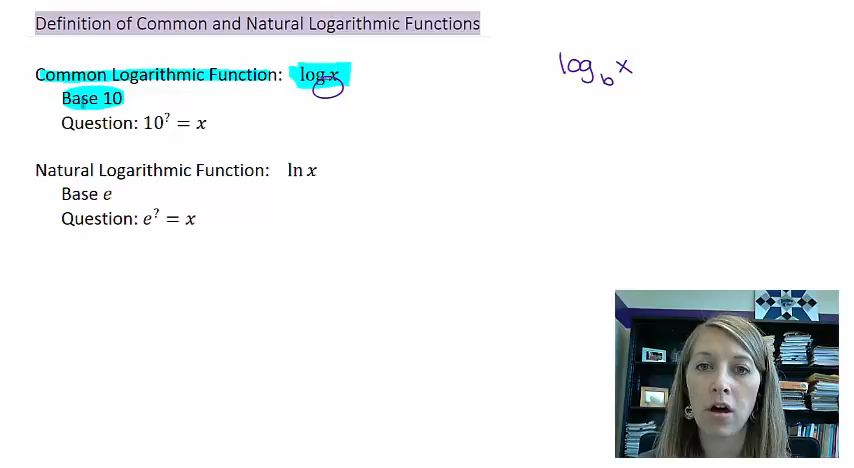 Definition of Common and Natural Logarithmic Functions
Common Logarithmic Function: log x
log_b x
Base 10
Question: 10^? = x
Natural Logarithmic Function: ln x
Base e
Question: e^? = x